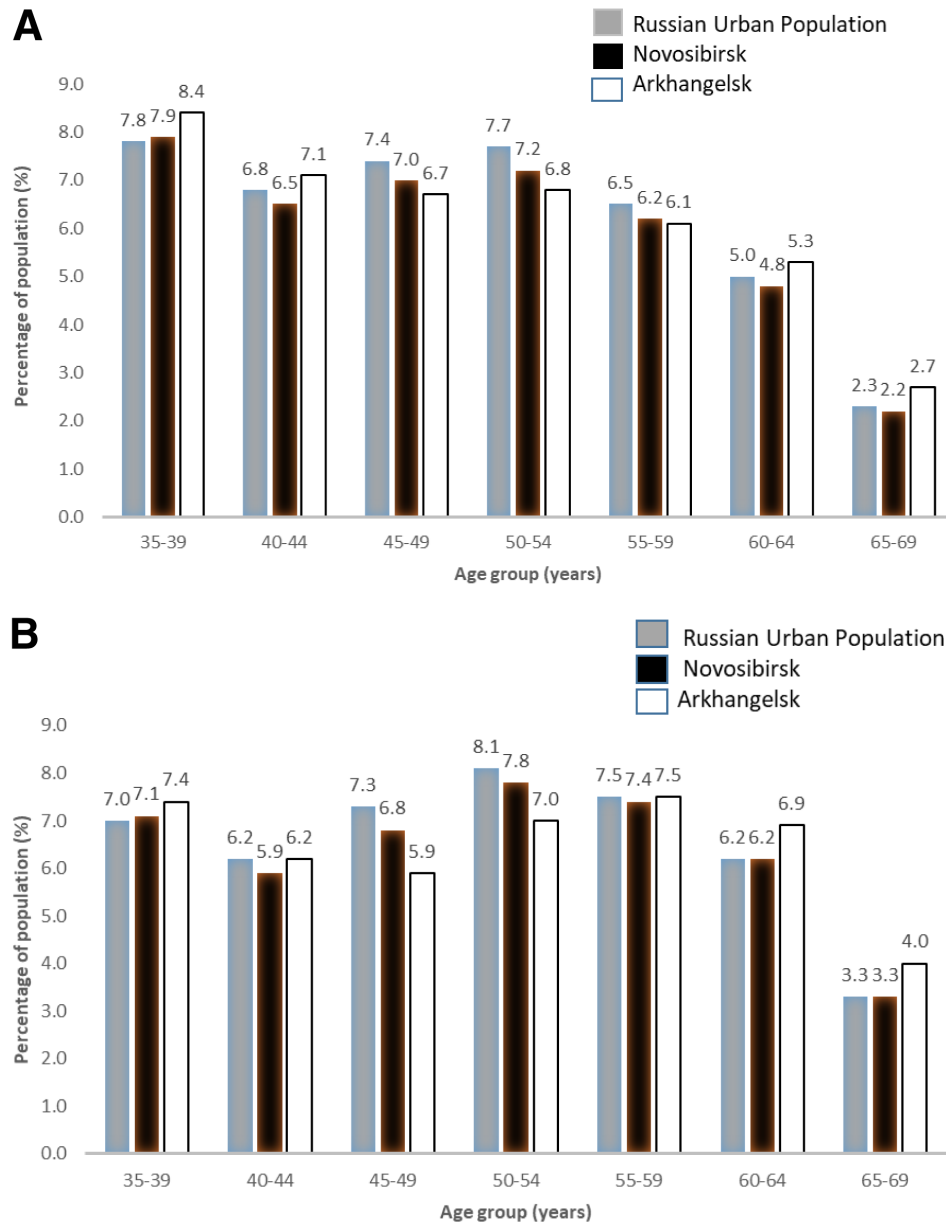 A
Russian Urban Population
Novosibirsk
Arkhangelsk
9.0
8.0
7.0
6.0
5.0
4.0
3.0
2.0
1.0
0.0
Percentage of population (%)
7.8 7.9 8.4
6.8 6.5 7.1
7.4 7.0 6.7
7.7 7.2 6.8
6.5 6.2 6.1
5.0 4.8 5.3
2.3 2.2 2.7
35-39 40-44 45-49 50-54 55-59 60-64 65-69
Age group (years)
B
Russian Urban Population
Novosibirsk
Arkhangelsk
9.0
8.0
7.0
6.0
5.0
4.0
3.0
2.0
1.0
0.0
Percentage of population (%)
7.0 7.1 7.4
6.2 5.9 6.2
7.3 6.8 5.9
8.1 7.8 7.0
7.5 7.4 7.5
6.2 6.2 6.9
3.3 3.3 4.0
35-39 40-44 45-49 50-54 55-59 60-64 65-69
Age group (years)